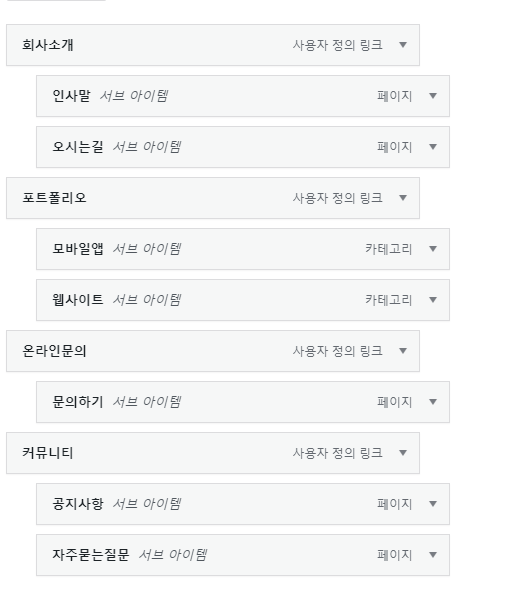 회사소개 사용자 정의 링크
인사말 서브 아이템 페이지
오시는길 서브 아이템 페이지
포트폴리오 사용자 정의 링크
모바일앱 서브 아이템 카테고리
웹사이트 서브 아이템 카테고리
온라인문의 사용자 정의 링크
문의하기 서브 아이템 페이지
커뮤니티 사용자 정의 링크
공지사항 서브 아이템 페이지
자주묻는질문 서브 아이템 페이지